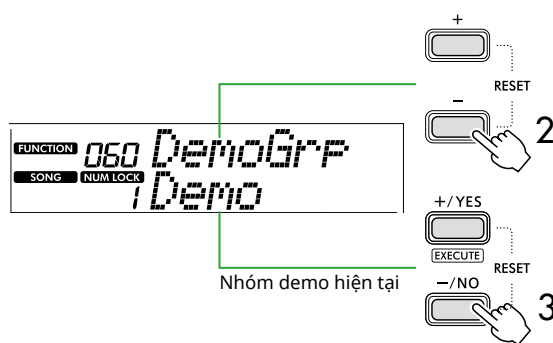 +
RESET
−
2
FUNCTION 060 DemoGrp
SONG NUM LOCK 1 Demo
+/YES
EXECUTE
RESET
Nhóm demo hiện tại
−/NO
3